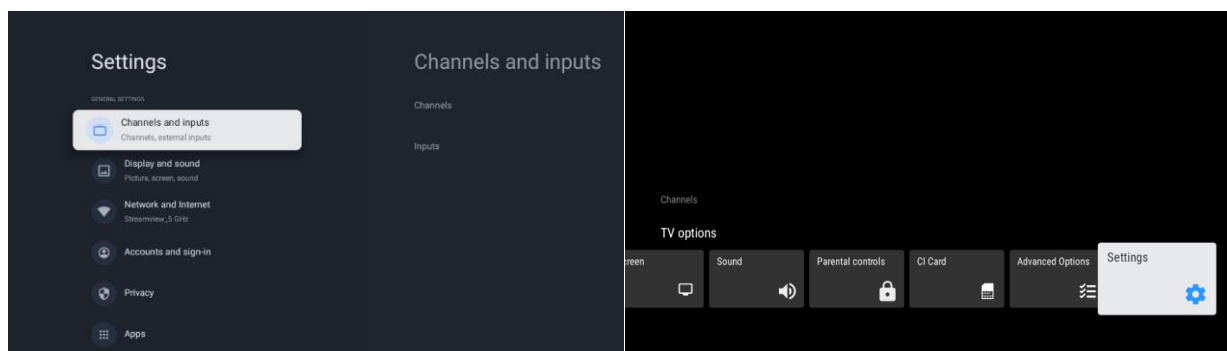 Settings
GENERAL SETTINGS
Channels and inputs
Channels, external inputs
Display and sound
Picture, screen, sound
Network and Internet
Streamview_5 GHz
Accounts and sign-in
Privacy
Apps
Channels and inputs
Channels
Inputs
Channels
TV options
creen
Sound
Parental controls
CI Card
Advanced Options
Settings